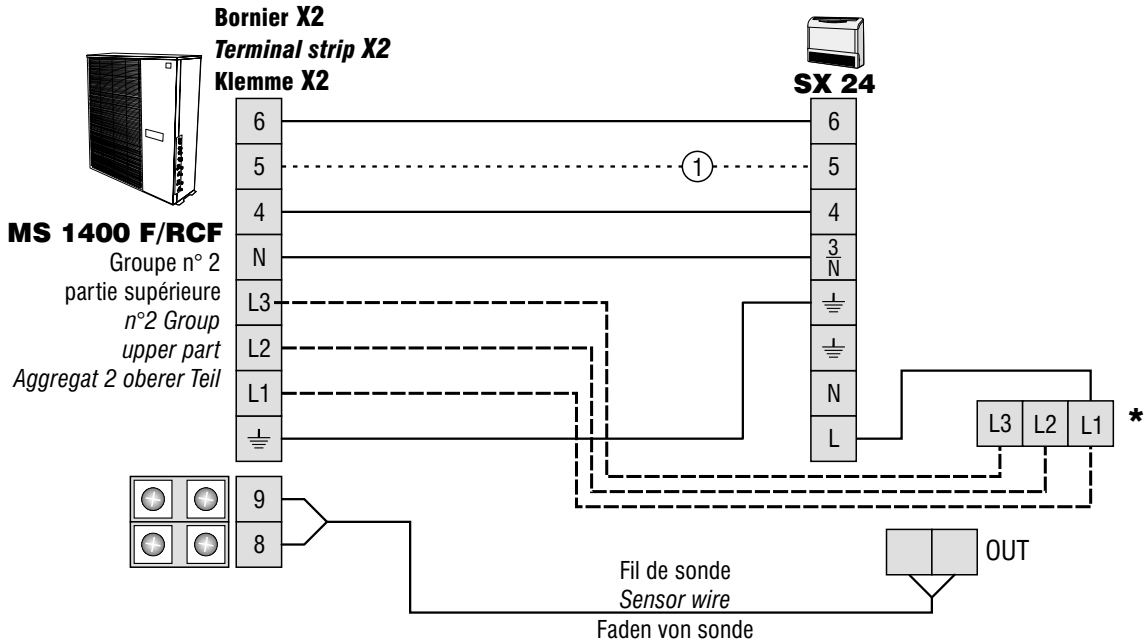 Bornier X2
Terminal strip X2
Klemme X2
SX 24
6
5
4
N
L3
L2
L1
⏚
9
8
MS 1400 F/RCF
Groupe n° 2
partie supérieure
n°2 Group
upper part
Aggregat 2 oberer Teil
1
6
5
4
3
N
⏚
⏚
N
L
L3 L2 L1 *
OUT
Fil de sonde
Sensor wire
Faden von sonde